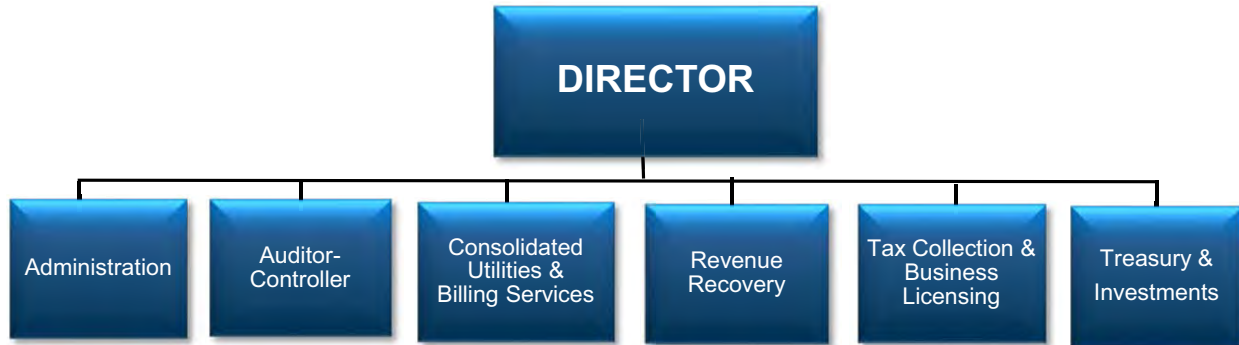 DIRECTOR
Administration
Auditor-
Controller
Consolidated
Utilities &
Billing Services
Revenue
Recovery
Tax Collection &
Business
Licensing
Treasury &
Investments